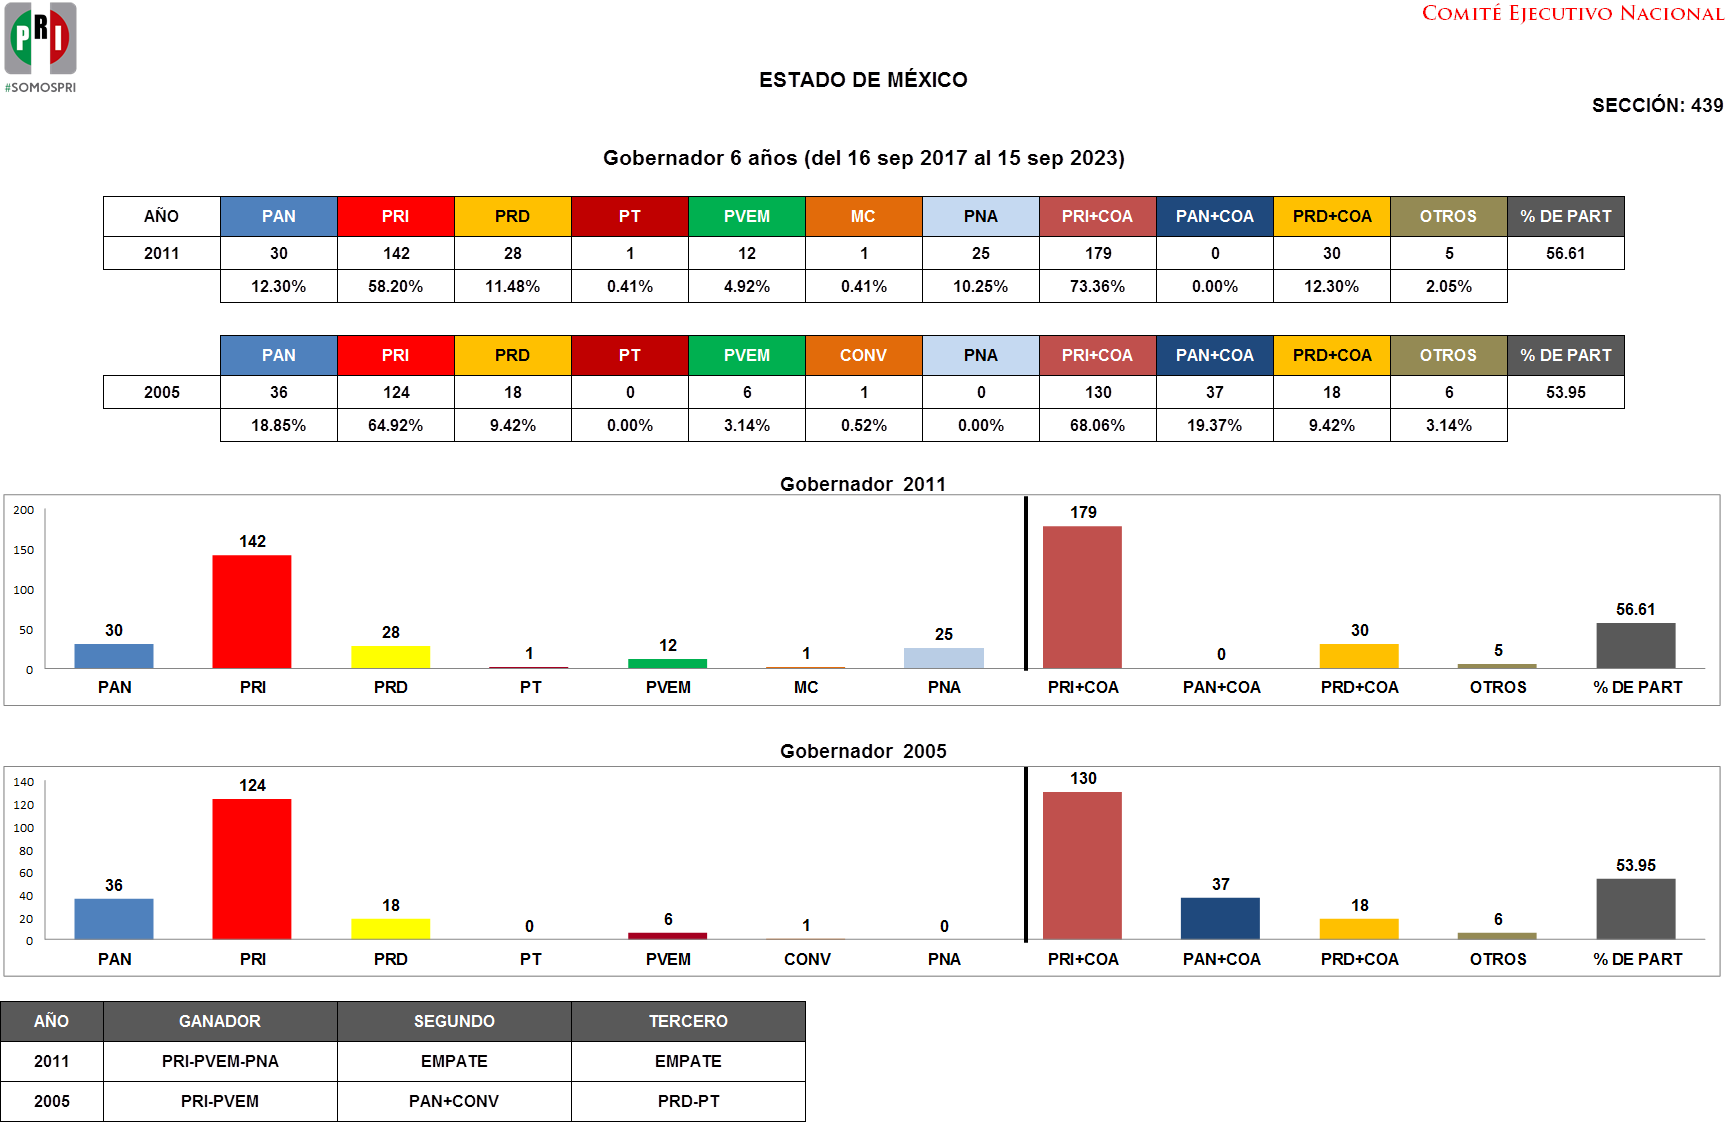 PRI
#SOMOSPRI
COMITÉ EJECUTIVO NACIONAL
ESTADO DE MÉXICO
SECCIÓN: 439
Gobernador 6 años (del 16 sep 2017 al 15 sep 2023)
AÑO PAN PRI PRD PT PVEM MC PNA PRI+COA PAN+COA PRD+COA OTROS % DE PART
2011 30 142 28 1 12 1 25 179 0 30 5 56.61
12.30% 58.20% 11.48% 0.41% 4.92% 0.41% 10.25% 73.36% 0.00% 12.30% 2.05%
PAN PRI PRD PT PVEM CONV PNA PRI+COA PAN+COA PRD+COA OTROS % DE PART
2005 36 124 18 0 6 1 0 130 37 18 6 53.95
18.85% 64.92% 9.42% 0.00% 3.14% 0.52% 0.00% 68.06% 19.37% 9.42% 3.14%
Gobernador 2011
200
150
100
50
0
30 142 28 1 12 1 25 179 0 30 5 56.61
PAN PRI PRD PT PVEM MC PNA PRI+COA PAN+COA PRD+COA OTROS % DE PART
Gobernador 2005
140
120
100
80
60
40
20
0
36 124 18 0 6 1 0 130 37 18 6 53.95
PAN PRI PRD PT PVEM CONV PNA PRI+COA PAN+COA PRD+COA OTROS % DE PART
AÑO GANADOR SEGUNDO TERCERO
2011 PRI-PVEM-PNA EMPATE EMPATE
2005 PRI-PVEM PAN+CONV PRD-PT